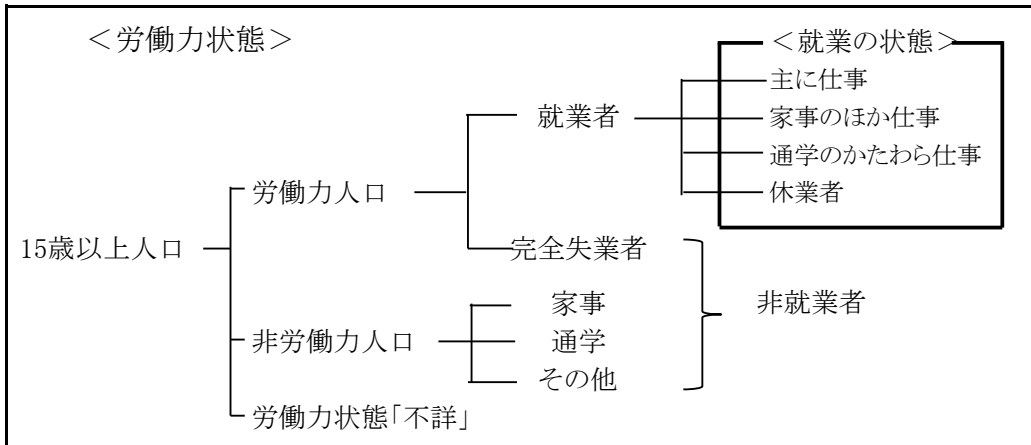 ＜労働力状態＞
＜就業の状態＞
主に仕事
就業者
家事のほか仕事
通学のかたわら仕事
労働力人口
休業者
15歳以上人口
完全失業者
家事
非就業者
非労働力人口
通学
その他
労働力状態「不詳」